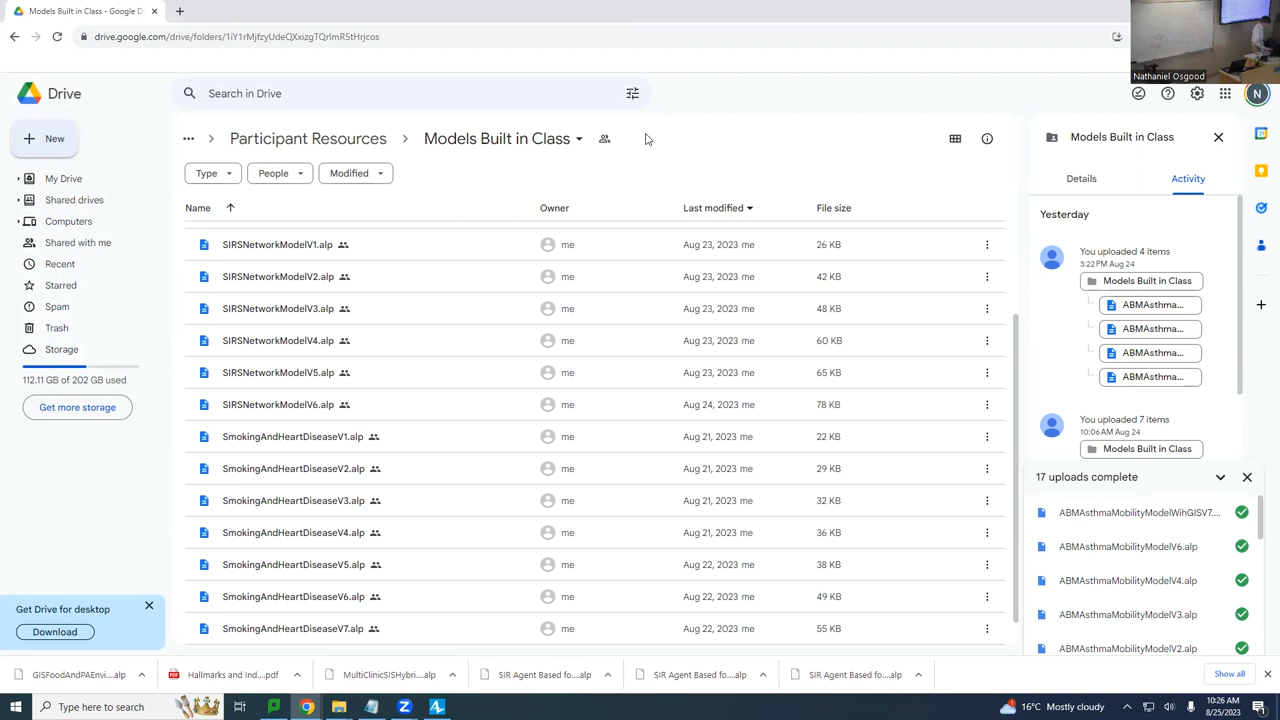 Models Built in Class - Google D
drive.google.com/drive/folders/1iY1rMjfzyUdeQXxizgTQrImR5tHrjcos
Nathaniel Osgood
Drive
Search in Drive
N
New
My Drive
Shared drives
Computers
Shared with me
Recent
Starred
Spam
Trash
Storage
112.11 GB of 202 GB used
Get more storage
Get Drive for desktop
Download
Participant Resources
Models Built in Class
Type
People
Modified
Name Owner Last modified File size
SIRSNetworkModelV1.alp me Aug 23, 2023 me 26 KB
SIRSNetworkModelV2.alp me Aug 23, 2023 me 42 KB
SIRSNetworkModelV3.alp me Aug 23, 2023 me 48 KB
SIRSNetworkModelV4.alp me Aug 23, 2023 me 60 KB
SIRSNetworkModelV5.alp me Aug 23, 2023 me 65 KB
SIRSNetworkModelV6.alp me Aug 24, 2023 me 78 KB
SmokingAndHeartDiseaseV1.alp me Aug 21, 2023 me 22 KB
SmokingAndHeartDiseaseV2.alp me Aug 21, 2023 me 29 KB
SmokingAndHeartDiseaseV3.alp me Aug 21, 2023 me 32 KB
SmokingAndHeartDiseaseV4.alp me Aug 21, 2023 me 36 KB
SmokingAndHeartDiseaseV5.alp me Aug 22, 2023 me 38 KB
SmokingAndHeartDiseaseV6.alp me Aug 22, 2023 me 49 KB
SmokingAndHeartDiseaseV7.alp me Aug 22, 2023 me 55 KB
Models Built in Class
Details
Activity
Yesterday
You uploaded 4 items
3:22 PM Aug 24
Models Built in Class
ABMAsthma...
ABMAsthma...
ABMAsthma...
ABMAsthma...
You uploaded 7 items
10:06 AM Aug 24
Models Built in Class
17 uploads complete
ABMAsthmaMobilityModelWihGISV7....
ABMAsthmaMobilityModelV6.alp
ABMAsthmaMobilityModelV4.alp
ABMAsthmaMobilityModelV3.alp
ABMAsthmaMobilityModelV2.alp
GISFoodAndPAEnvi....alp
Hallmarks and Ind....pdf
MultiClinicSISHybri....alp
SIR Agent Based fo....alp
SIR Agent Based fo....alp
SIR Agent Based fo....alp
Show all
Type here to search
16°C Mostly cloudy
10:26 AM
8/25/2023